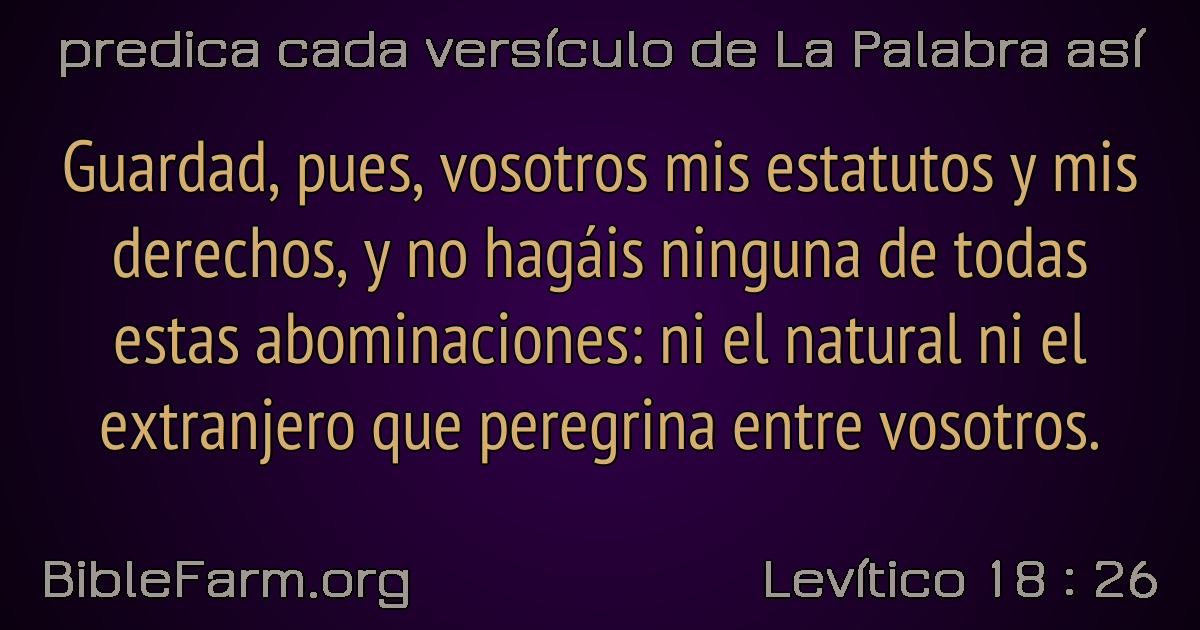 predica cada versículo de La Palabra así
Guardad, pues, vosotros mis estatutos y mis
derechos, y no hagáis ninguna de todas
estas abominaciones: ni el natural ni el
extranjero que peregrina entre vosotros.
BibleFarm.org
Levítico 18 : 26